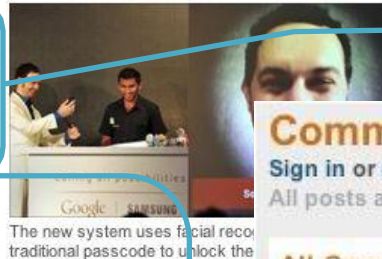 Google | SAMSUNG
Comm
Sign in or
All posts a
The new system uses facial reco
traditional passcode to unlock the